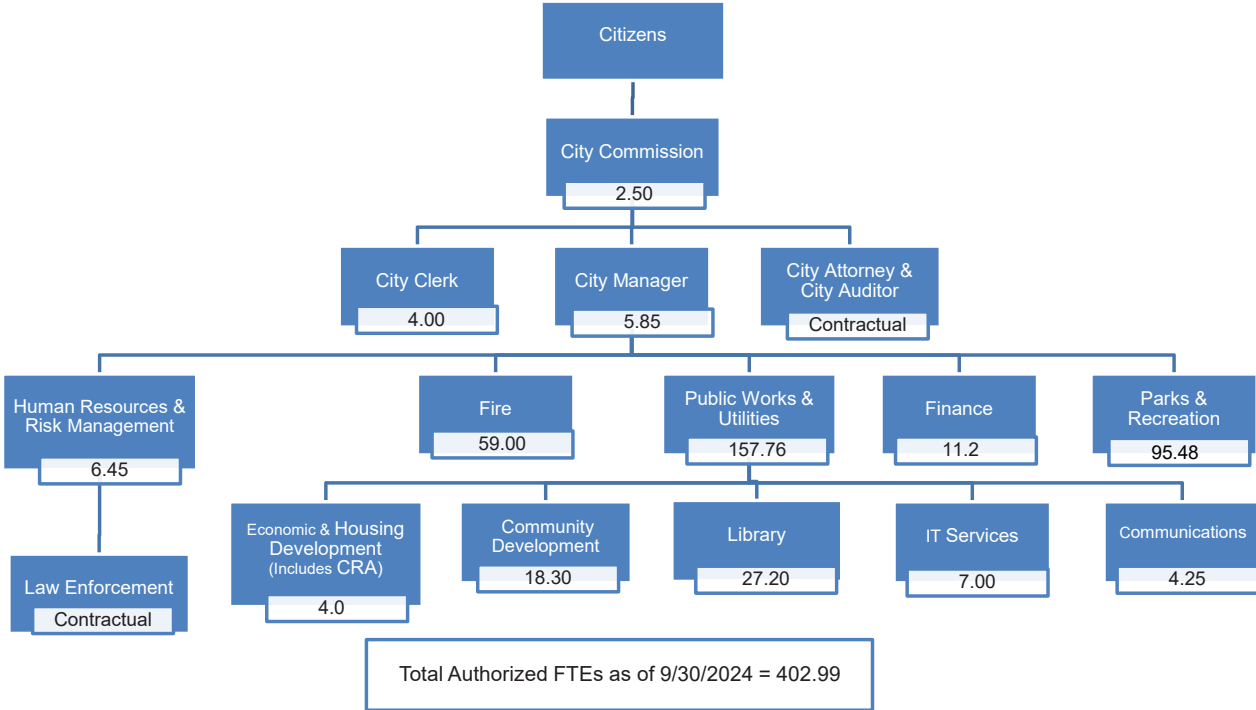 Citizens
City Commission
2.50
City Clerk
4.00
City Manager
5.85
City Attorney &
City Auditor
Contractual
Human Resources &
Risk Management
6.45
Fire
59.00
Public Works &
Utilities
157.76
Finance
11.2
Parks &
Recreation
95.48
Law Enforcement
Contractual
Economic & Housing
Development
(Includes CRA)
4.0
Community
Development
18.30
Library
27.20
IT Services
7.00
Communications
4.25
Total Authorized FTEs as of 9/30/2024 = 402.99